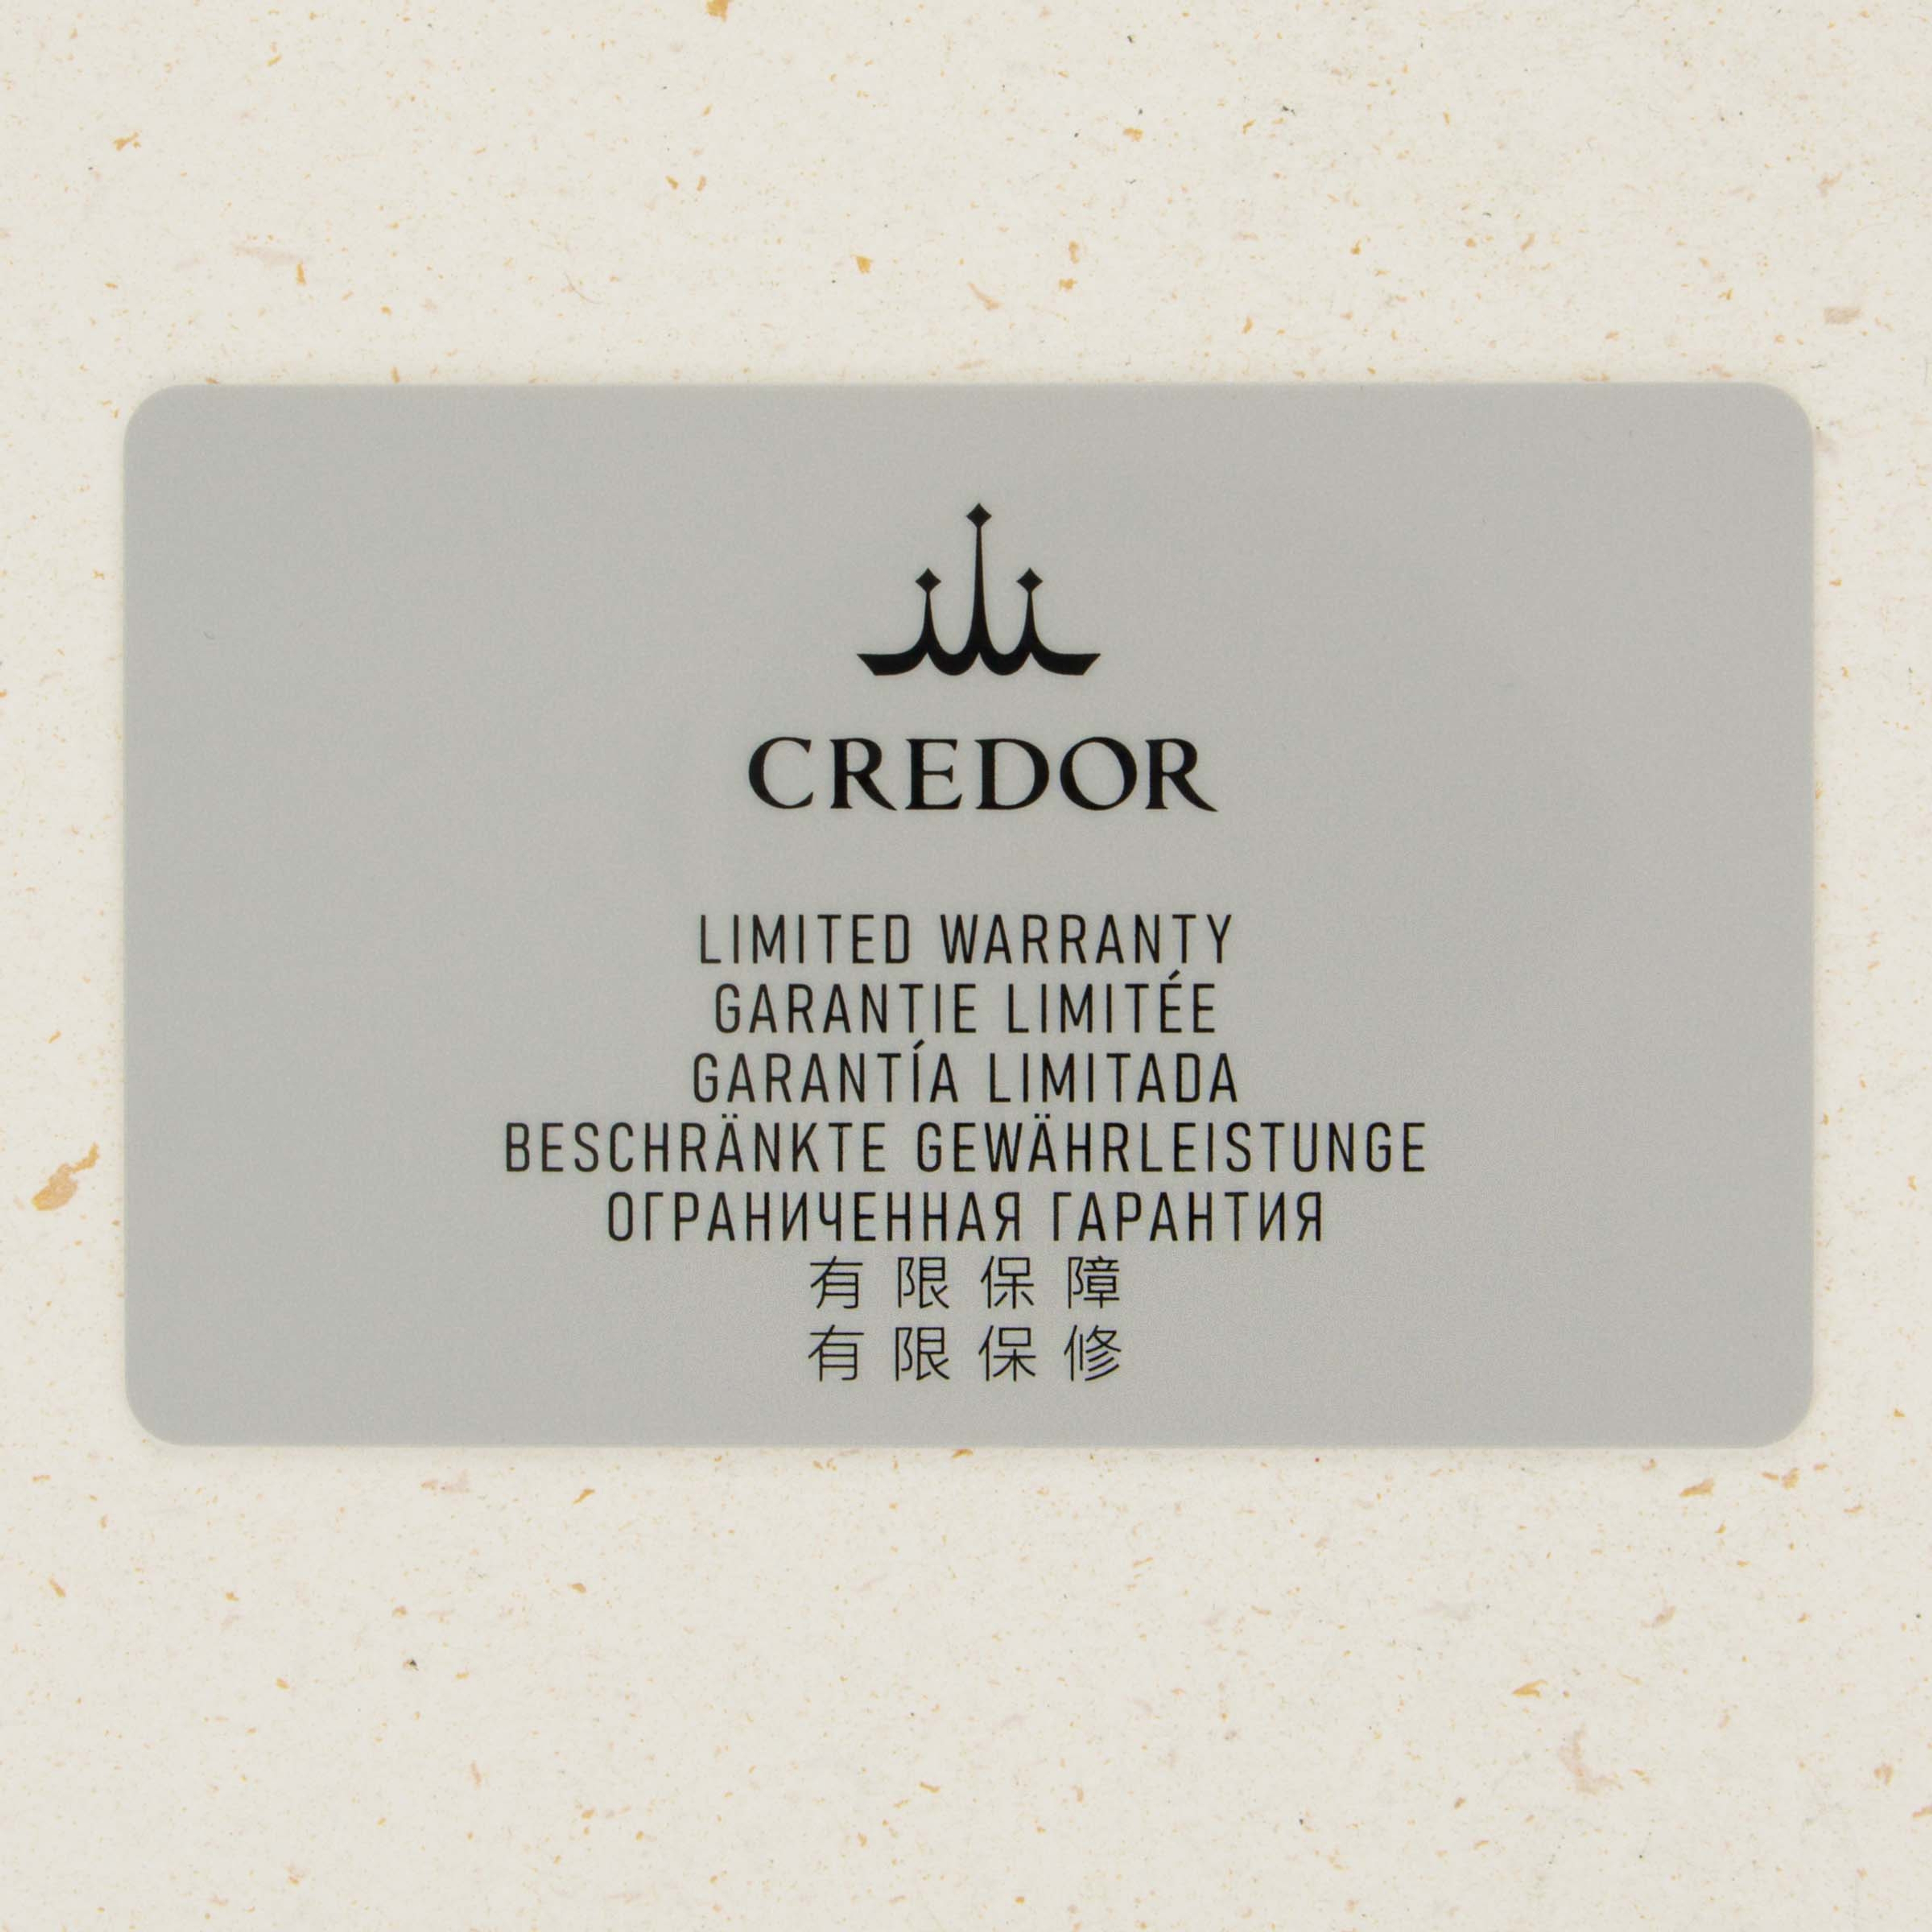 CREDOR
LIMITED WARRANTY
GARANTIE LIMITÉE
GARANTÍA LIMITADA
BESCHRÄNKTE GEWÄHRLEISTUNGE
ОГРАНИЧЕННАЯ ГАРАНТИЯ
有限保障
有限保修